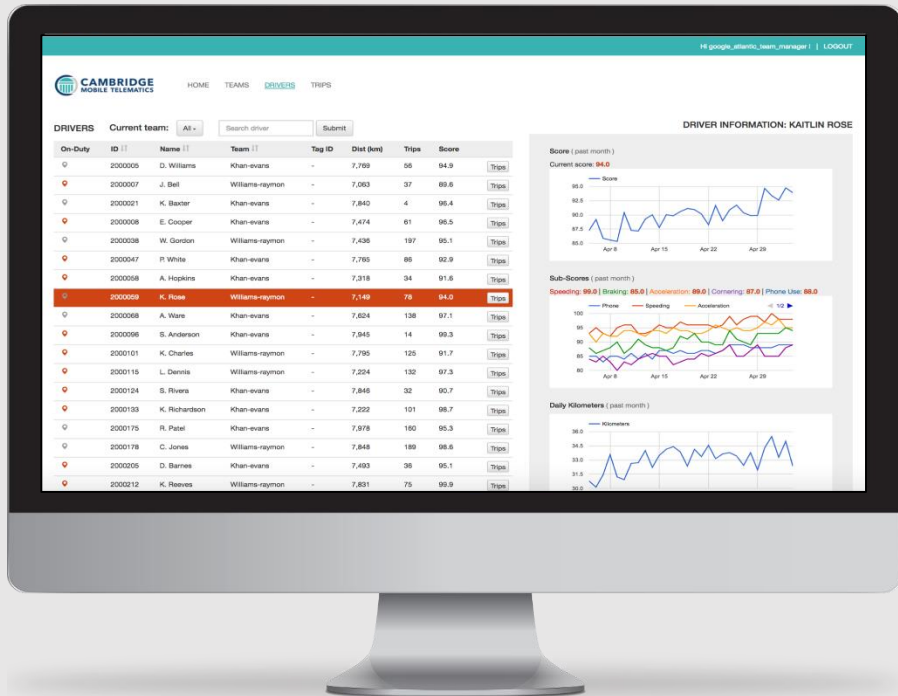 Hi google_atlantic_team_manager ! | LOGOUT
CAMBRIDGE
MOBILE TELEMATICS
HOME TEAMS DRIVERS TRIPS
DRIVERS Current team: All Search driver Submit
DRIVER INFORMATION: KAITLIN ROSE
On-Duty ID Name Team Tag ID Dist (km) Trips Score
2000005 D. Williams Khan-evans - 7,769 56 94.9 Trips
2000007 J. Bell Williams-raymon - 7,063 37 89.6 Trips
2000021 K. Baxter Khan-evans - 7,840 4 96.4 Trips
2000008 E. Cooper Khan-evans - 7,474 61 96.5 Trips
2000038 W. Gordon Williams-raymon - 7,436 197 95.1 Trips
2000047 P. White Khan-evans - 7,765 86 92.9 Trips
2000058 A. Hopkins Khan-evans - 7,318 34 91.6 Trips
2000059 K. Rose Williams-raymon - 7,149 78 94.0 Trips
2000068 A. Ware Khan-evans - 7,624 138 97.1 Trips
2000096 S. Anderson Khan-evans - 7,945 14 99.3 Trips
2000101 K. Charles Williams-raymon - 7,795 125 91.7 Trips
2000115 L. Dennis Williams-raymon - 7,224 132 97.3 Trips
2000124 S. Rivera Khan-evans - 7,846 32 90.7 Trips
2000133 K. Richardson Khan-evans - 7,222 101 98.7 Trips
2000175 R. Patel Khan-evans - 7,978 160 95.3 Trips
2000178 C. Jones Williams-raymon - 7,848 189 98.6 Trips
2000205 D. Barnes Khan-evans - 7,493 36 95.1 Trips
2000212 K. Reeves Williams-raymon - 7,831 75 99.9 Trips
Score ( past month )
Current score: 94.0
Score
95.0
92.5
90.0
87.5
85.0
Apr 8 Apr 15 Apr 22 Apr 29
Sub-Scores ( past month )
Speeding: 99.0 | Braking: 85.0 | Acceleration: 89.0 | Cornering: 87.0 | Phone Use: 88.0
Phone Speeding Acceleration 1/2
100
95
90
85
80
Apr 8 Apr 15 Apr 22 Apr 29
Daily Kilometers ( past month )
Kilometers
36.0
34.5
33.0
31.5
30.0